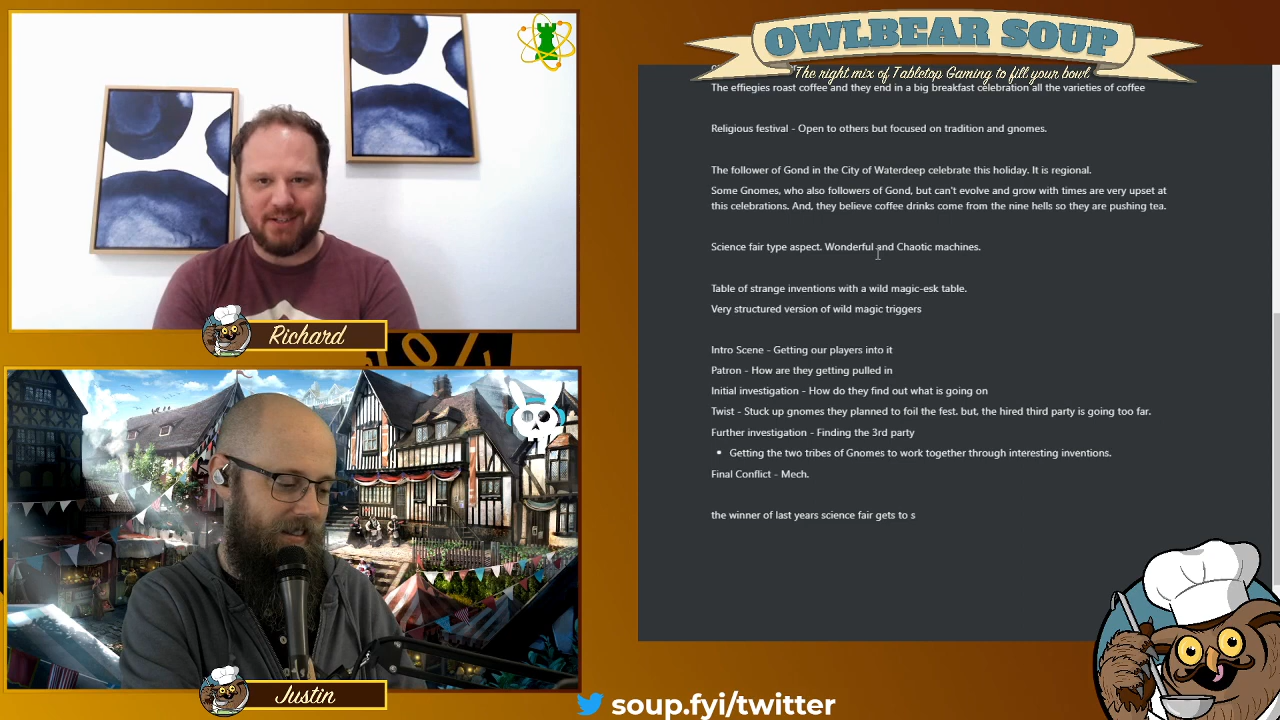 OWLBEAR SOUP
The right mix of Tabletop Gaming to fill your bowl
The effiegies roast coffee and they end in a big breakfast celebration all the varieties of coffee
Religious festival - Open to others but focused on tradition and gnomes.
The follower of Gond in the City of Waterdeep celebrate this holiday. It is regional.
Some Gnomes, who also followers of Gond, but can't evolve and grow with times are very upset at
this celebrations. And, they believe coffee drinks come from the nine hells so they are pushing tea.
Science fair type aspect. Wonderful and Chaotic machines.
Table of strange inventions with a wild magic-esk table.
Very structured version of wild magic triggers
Intro Scene - Getting our players into it
Patron - How are they getting pulled in
Initial investigation - How do they find out what is going on
Twist - Stuck up gnomes they planned to foil the fest, but, the hired third party is going too far.
Further investigation - Finding the 3rd party
• Getting the two tribes of Gnomes to work together through interesting inventions.
Final Conflict - Mech.
the winner of last years science fair gets to s
Richard
Justin
soup.fyi/twitter